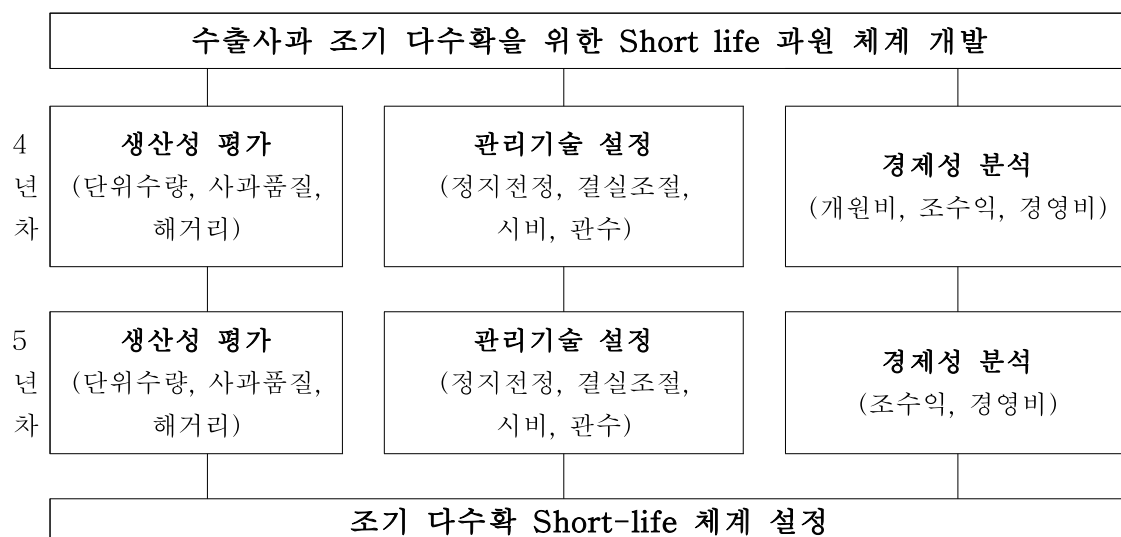 수출사과 조기 다수확을 위한 Short life 과원 체계 개발
4년차
생산성 평가
(단위수량, 사과품질,
해거리)
관리기술 설정
(정지전정, 결실조절,
시비, 관수)
경제성 분석
(개원비, 조수익, 경영비)
5년차
생산성 평가
(단위수량, 사과품질,
해거리)
관리기술 설정
(정지전정, 결실조절,
시비, 관수)
경제성 분석
(조수익, 경영비)
조기 다수확 Short-life 체계 설정